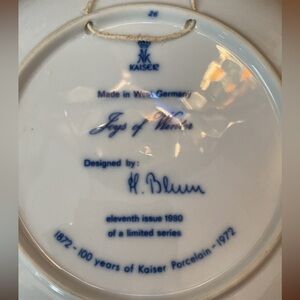 26
KAISER
Made in West Germany
Joys of Winter
Designed by:
H. Blum
eleventh issue 1980
of a limited series
1872 - 100 years of Kaiser Porcelain - 1972